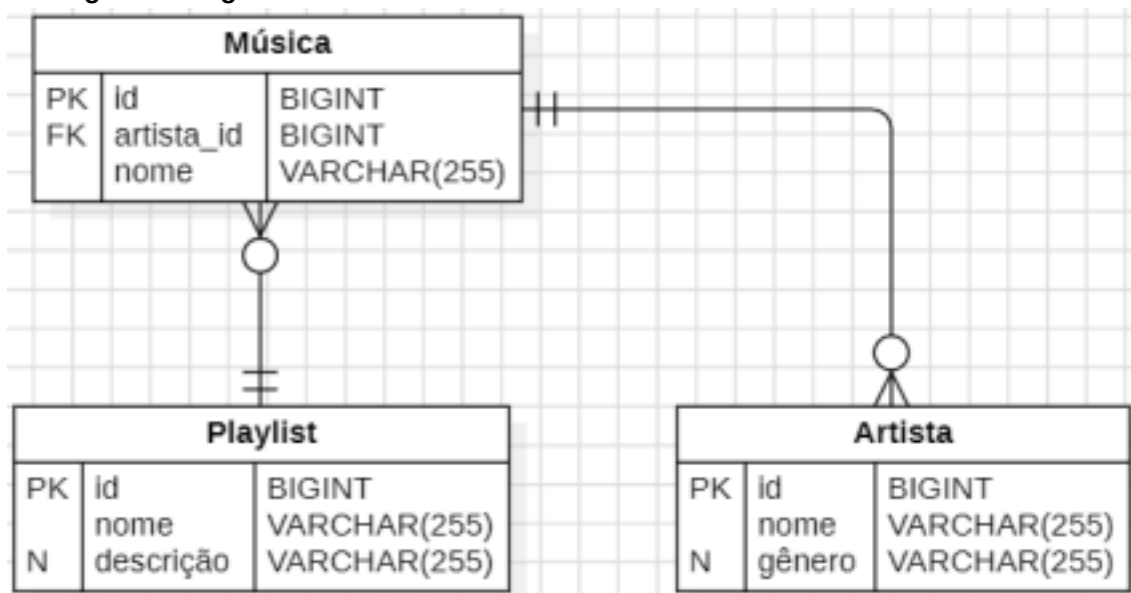 Música
PK id BIGINT
FK artista_id BIGINT
nome VARCHAR(255)
Playlist
PK id BIGINT
nome VARCHAR(255)
N descrição VARCHAR(255)
Artista
PK id BIGINT
nome VARCHAR(255)
N gênero VARCHAR(255)